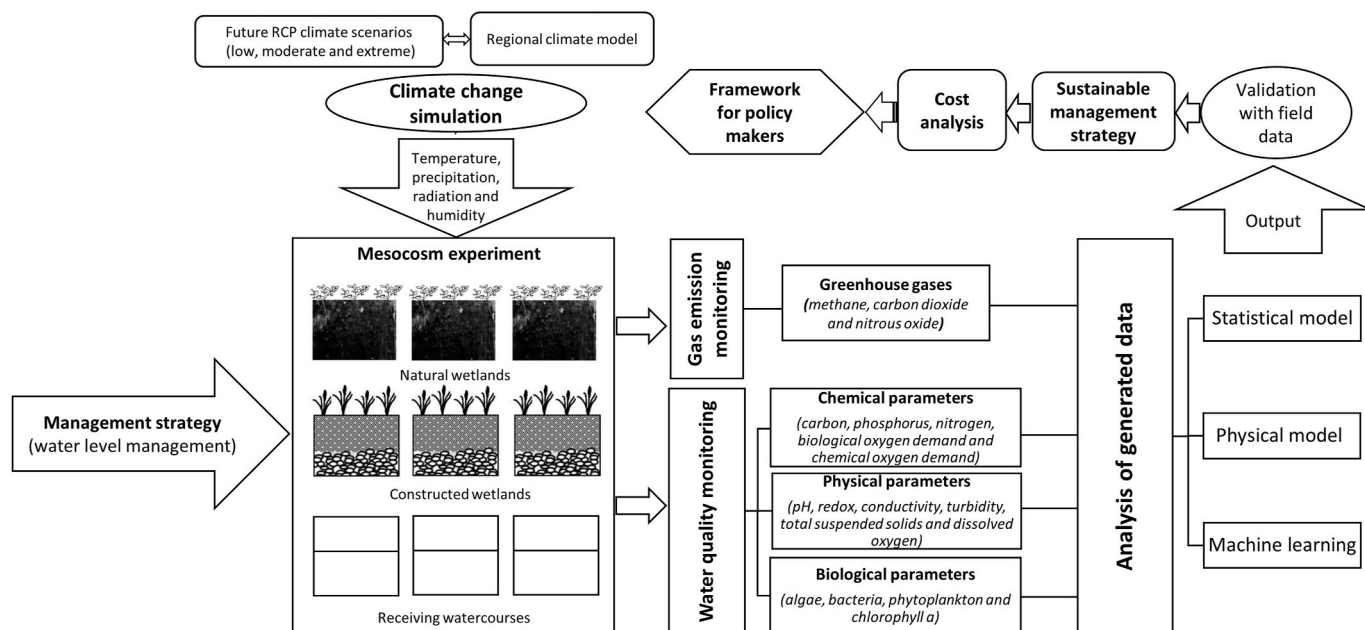 Future RCP climate scenarios
(low, moderate and extreme)
Regional climate model
Climate change
simulation
Temperature,
precipitation,
radiation and
humidity
Framework
for policy
makers
Cost
analysis
Sustainable
management
strategy
Validation
with field
data
Output
Management strategy
(water level management)
Mesocosm experiment
Natural wetlands
Constructed wetlands
Receiving watercourses
Gas emission
monitoring
Greenhouse gases
(methane, carbon dioxide
and nitrous oxide)
Water quality monitoring
Chemical parameters
(carbon, phosphorus, nitrogen,
biological oxygen demand and
chemical oxygen demand)
Physical parameters
(pH, redox, conductivity, turbidity,
total suspended solids and dissolved
oxygen)
Biological parameters
(algae, bacteria, phytoplankton and
chlorophyll a)
Analysis of generated data
Statistical model
Physical model
Machine learning